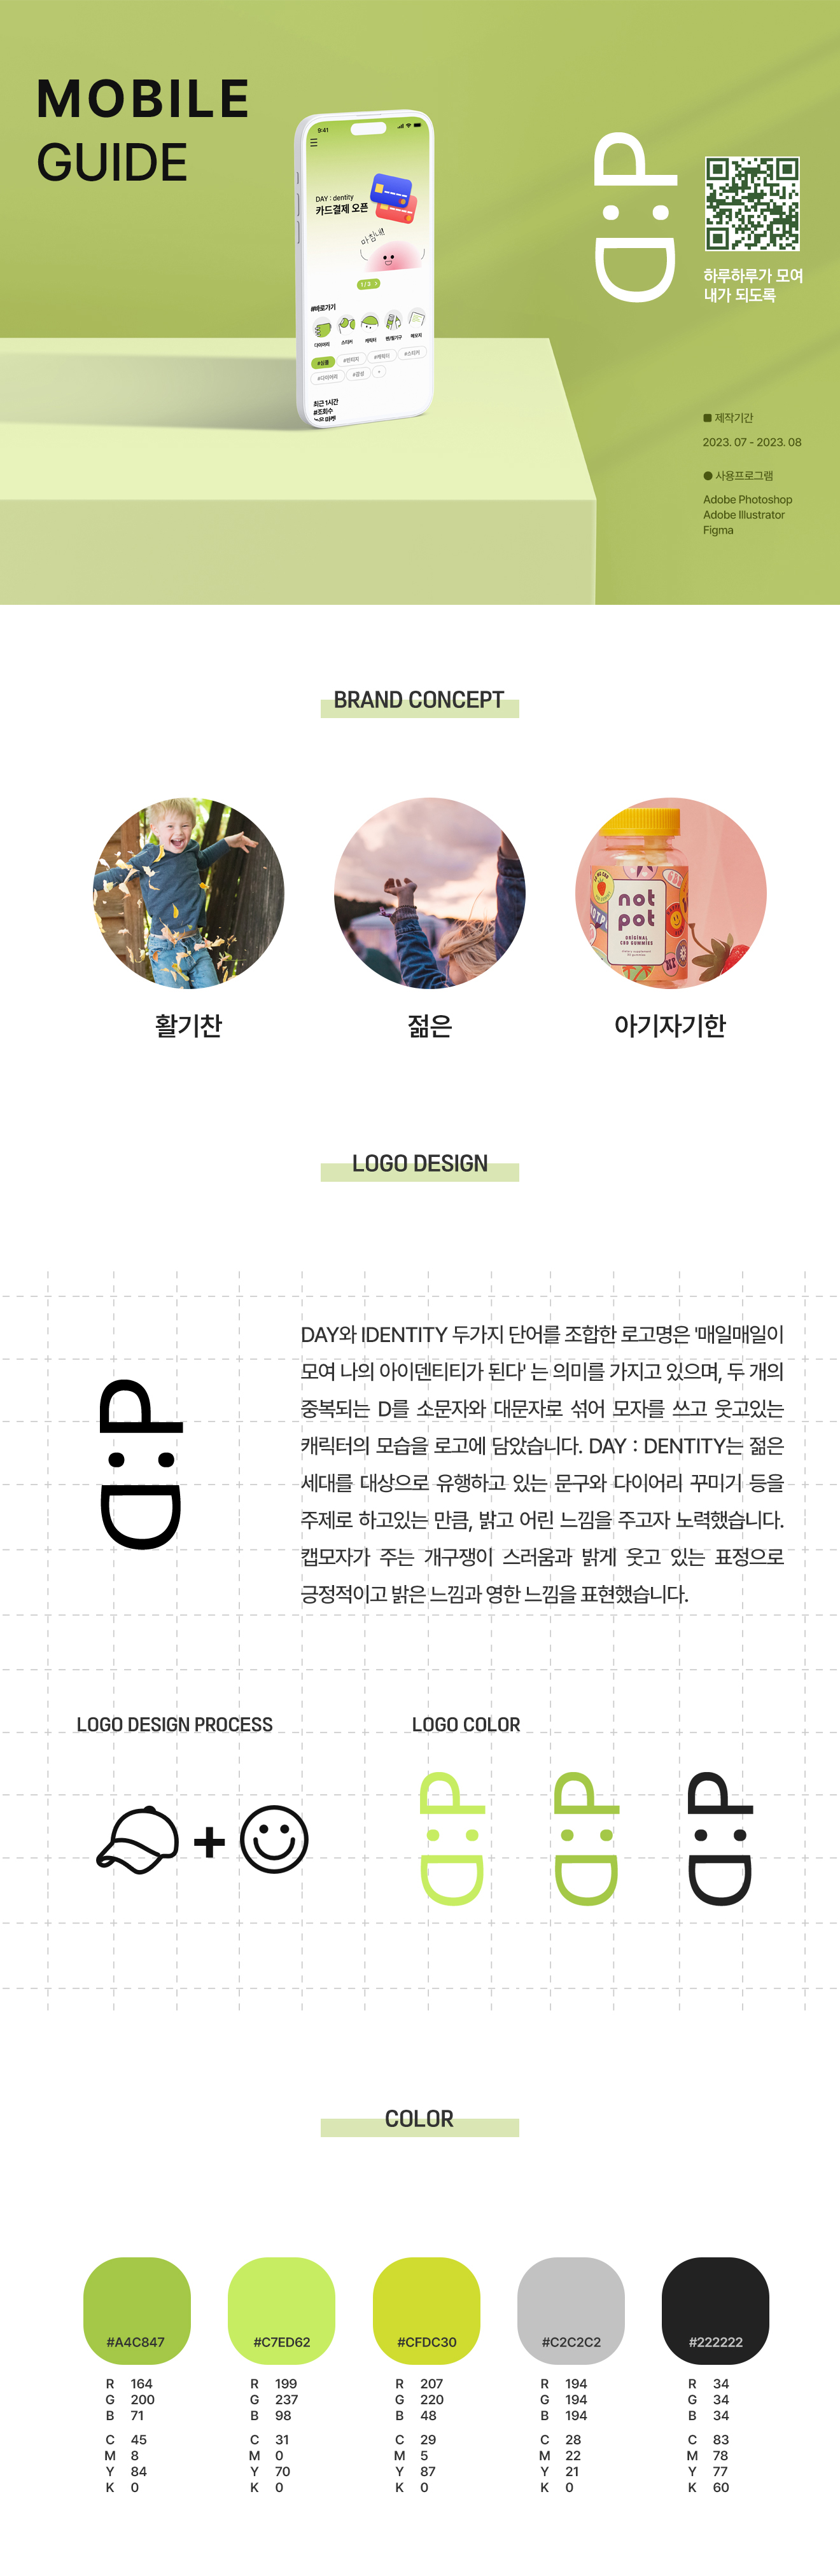 MOBILE
GUIDE
9:41
DAY : dentity
카드결제 오픈
마침내
1 / 3 >
#바로가기
다이어리 스티커 캐릭터 펜/필기구 메모지
#심플 #빈티지 #캐릭터 #스티커
#다이어리 #감성 +
최근 1시간
#조회수
높은 마켓
D:P
하루하루가 모여
내가 되도록
제작기간
2023. 07 - 2023. 08
사용프로그램
Adobe Photoshop
Adobe Illustrator
Figma
BRAND CONCEPT
not
pot
ORIGINAL
CBD GUMMIES
활기찬
젊은
아기자기한
LOGO DESIGN
D:P
DAY와 IDENTITY 두가지 단어를 조합한 로고명은 '매일매일이
모여 나의 아이덴티티가 된다' 는 의미를 가지고 있으며, 두 개의
중복되는 D를 소문자와 대문자로 섞어 모자를 쓰고 웃고있는
캐릭터의 모습을 로고에 담았습니다. DAY : DENTITY는 젊은
세대를 대상으로 유행하고 있는 문구와 다이어리 꾸미기 등을
주제로 하고있는 만큼, 밝고 어린 느낌을 주고자 노력했습니다.
캡모자가 주는 개구쟁이 스러움과 밝게 웃고 있는 표정으로
긍정적이고 밝은 느낌과 영한 느낌을 표현했습니다.
LOGO DESIGN PROCESS
+
LOGO COLOR
D:P D:P D:P
COLOR
#A4C847
R 164
G 200
B 71
C 45
M 8
Y 84
K 0
#C7ED62
R 199
G 237
B 98
C 31
M 0
Y 70
K 0
#CFDC30
R 207
G 220
B 48
C 29
M 5
Y 87
K 0
#C2C2C2
R 194
G 194
B 194
C 28
M 22
Y 21
K 0
#222222
R 34
G 34
B 34
C 83
M 78
Y 77
K 60